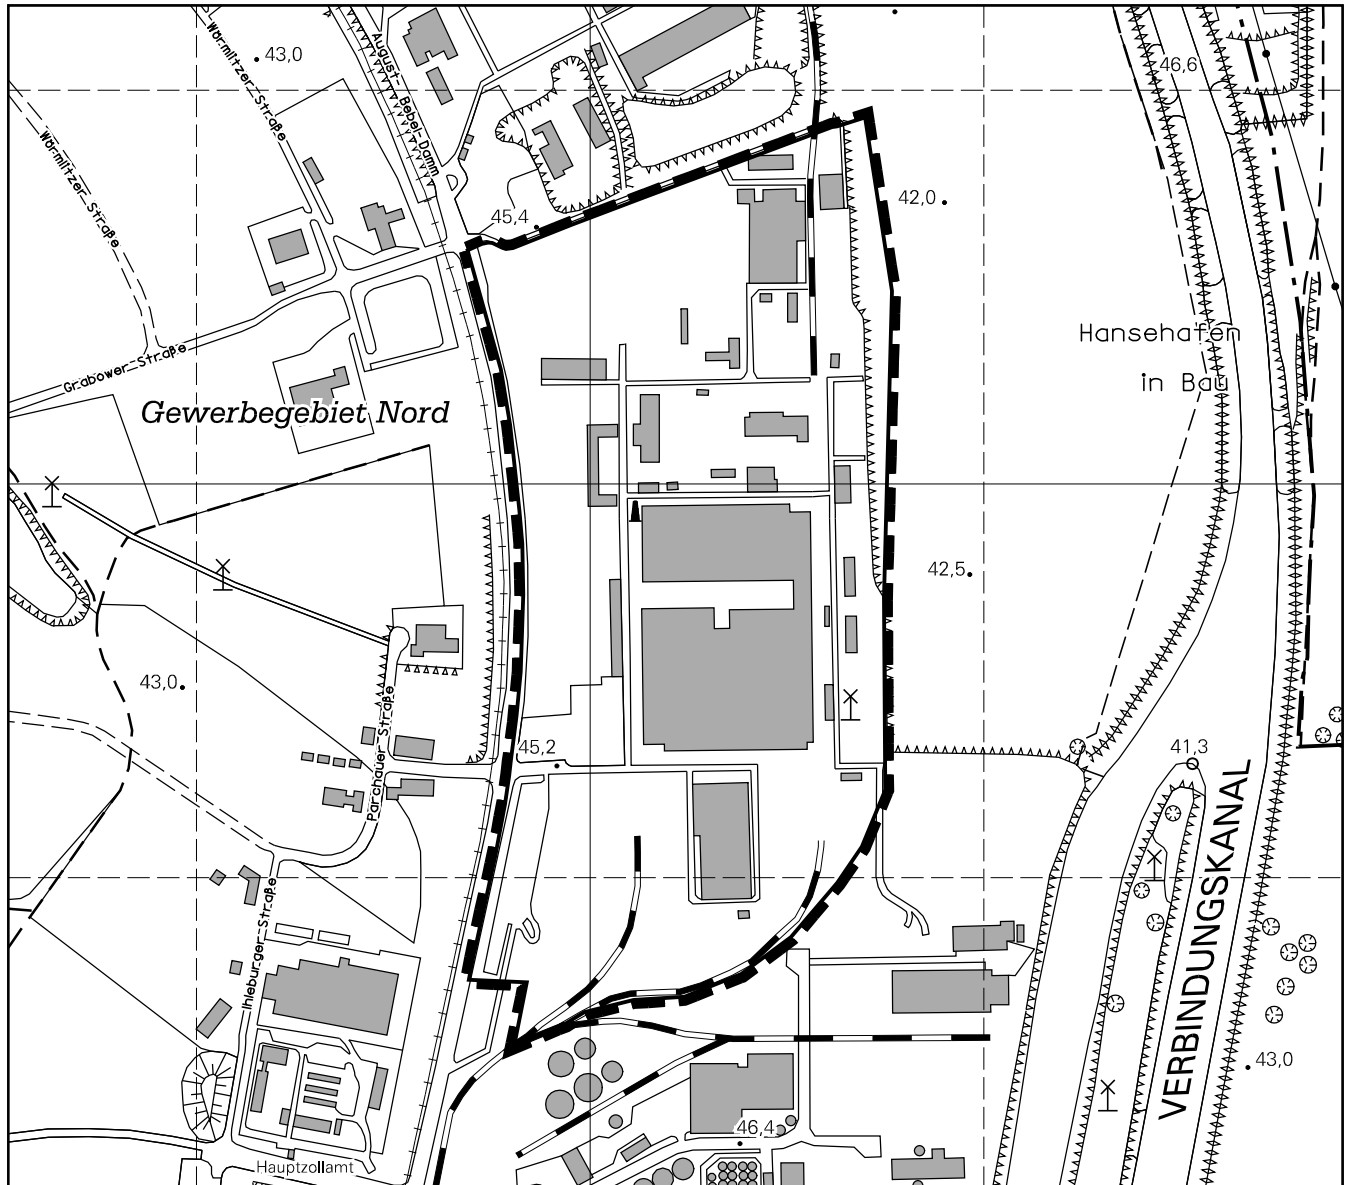 Wörmlitzer-Straße
43,0
August-Bebel-Damm
46,6
Wörmlitzer-Straße
42,0
45,4
Hansehafen
in Bau
Grabower-Straße
Gewerbegebiet Nord
42,5
43,0
Parchauer-Straße
45,2
41,3
VERBINDUNGSKANAL
Ihleburger-Straße
43,0
46,4
Hauptzollamt